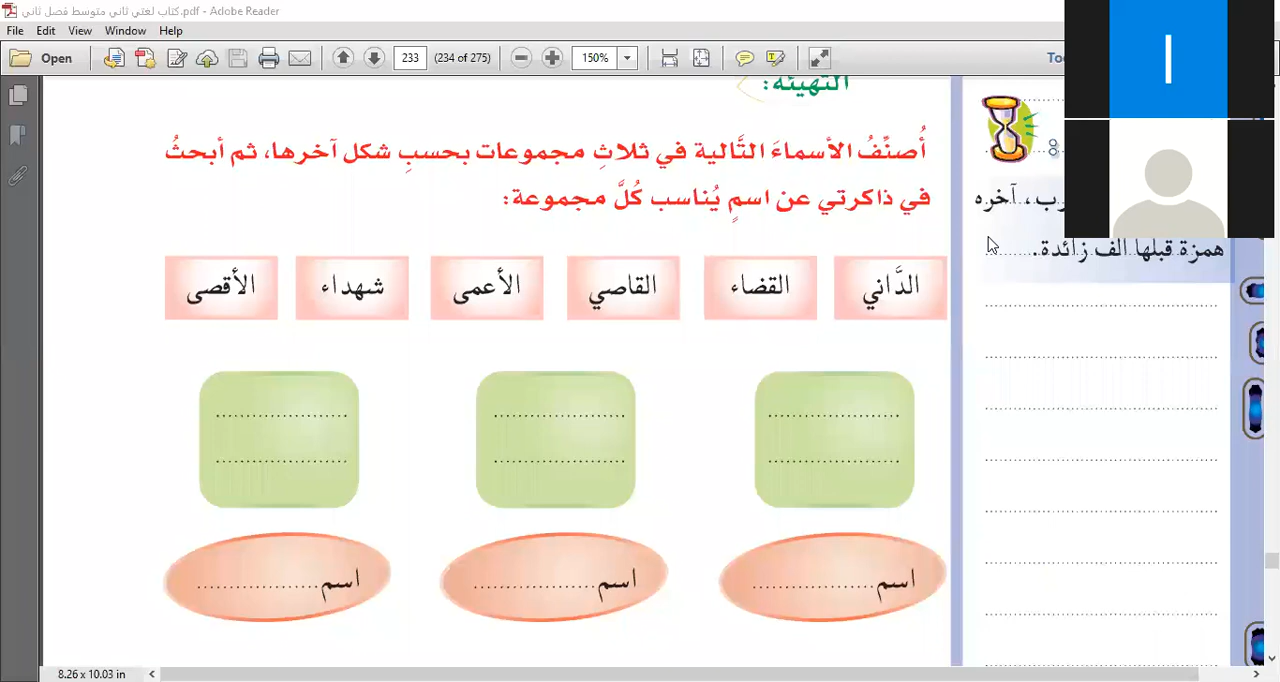 كتاب لغتي ثاني متوسط فصل ثاني.pdf - Adobe Reader
File Edit View Window Help
Open 233 (234 of 275) 150%
التهيئة:
أُصنِّفُ الأسماءَ التَّالية في ثلاثِ مجموعات بحسبِ شكل آخرها، ثم أبحثُ
في ذاكرتي عن اسمٍ يُناسب كُلَّ مجموعة:
الدَّاني القضاء القاصي الأعمى شهداء الأقصى
اسم................ اسم................ اسم................
آخره
همزة قبلها ألف زائدة.
8.26 x 10.03 in